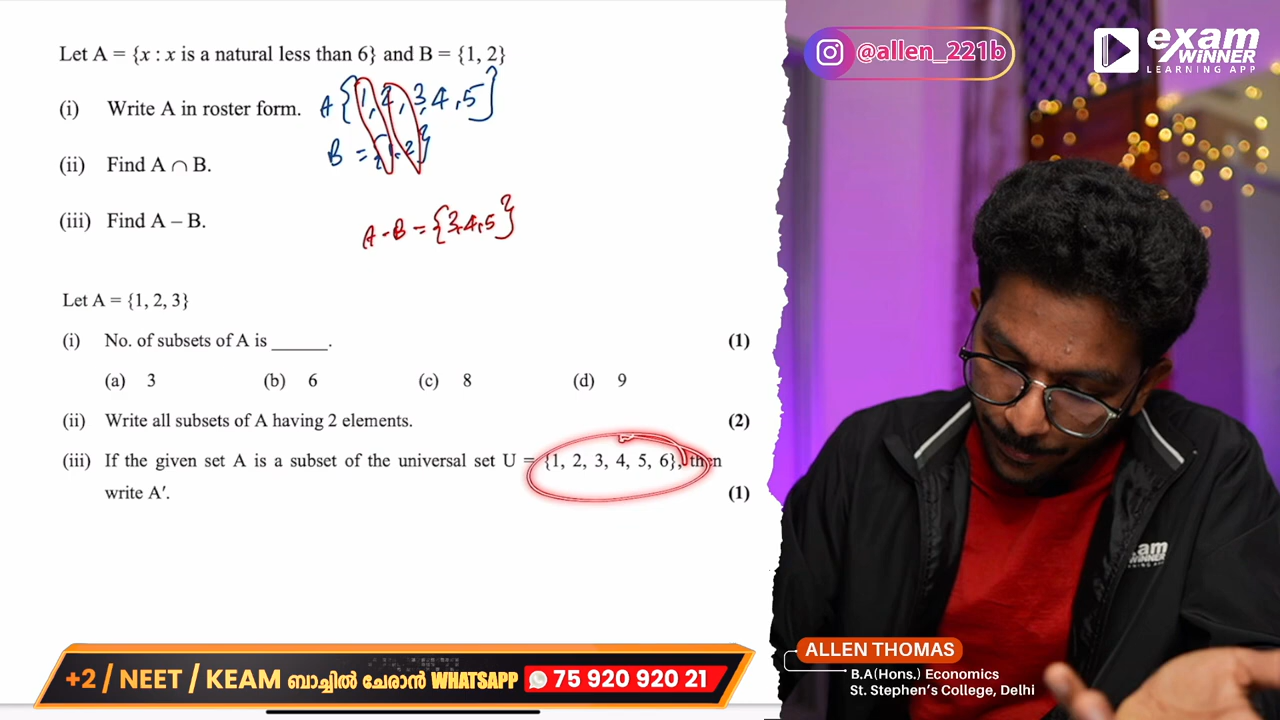 Let A = {x : x is a natural less than 6} and B = {1, 2}
(i) Write A in roster form.
A {1, 2, 3, 4, 5}
B = {1, 2}
(ii) Find A ∩ B.
(iii) Find A – B.
A - B = {3, 4, 5}
Let A = {1, 2, 3}
(i) No. of subsets of A is ______. (1)
(a) 3 (b) 6 (c) 8 (d) 9
(ii) Write all subsets of A having 2 elements. (2)
(iii) If the given set A is a subset of the universal set U = {1, 2, 3, 4, 5, 6}, then
write A′. (1)
@allen_221b
exam
WINNER
LEARNING APP
exam
WINNER
LEARNING APP
ALLEN THOMAS
B.A(Hons.) Economics
St. Stephen's College, Delhi
+2 / NEET / KEAM ബാച്ചിൽ ചേരാൻ WHATSAPP 75 920 920 21